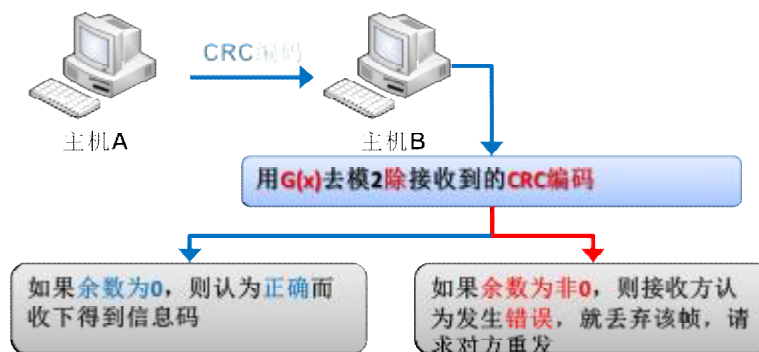 CRC编码
主机A
主机B
用G(x)去模2除接收到的CRC编码
如果余数为0，则认为正确而
收下得到信息码
如果余数为非0，则接收方认
为发生错误，就丢弃该帧，请
求对方重发